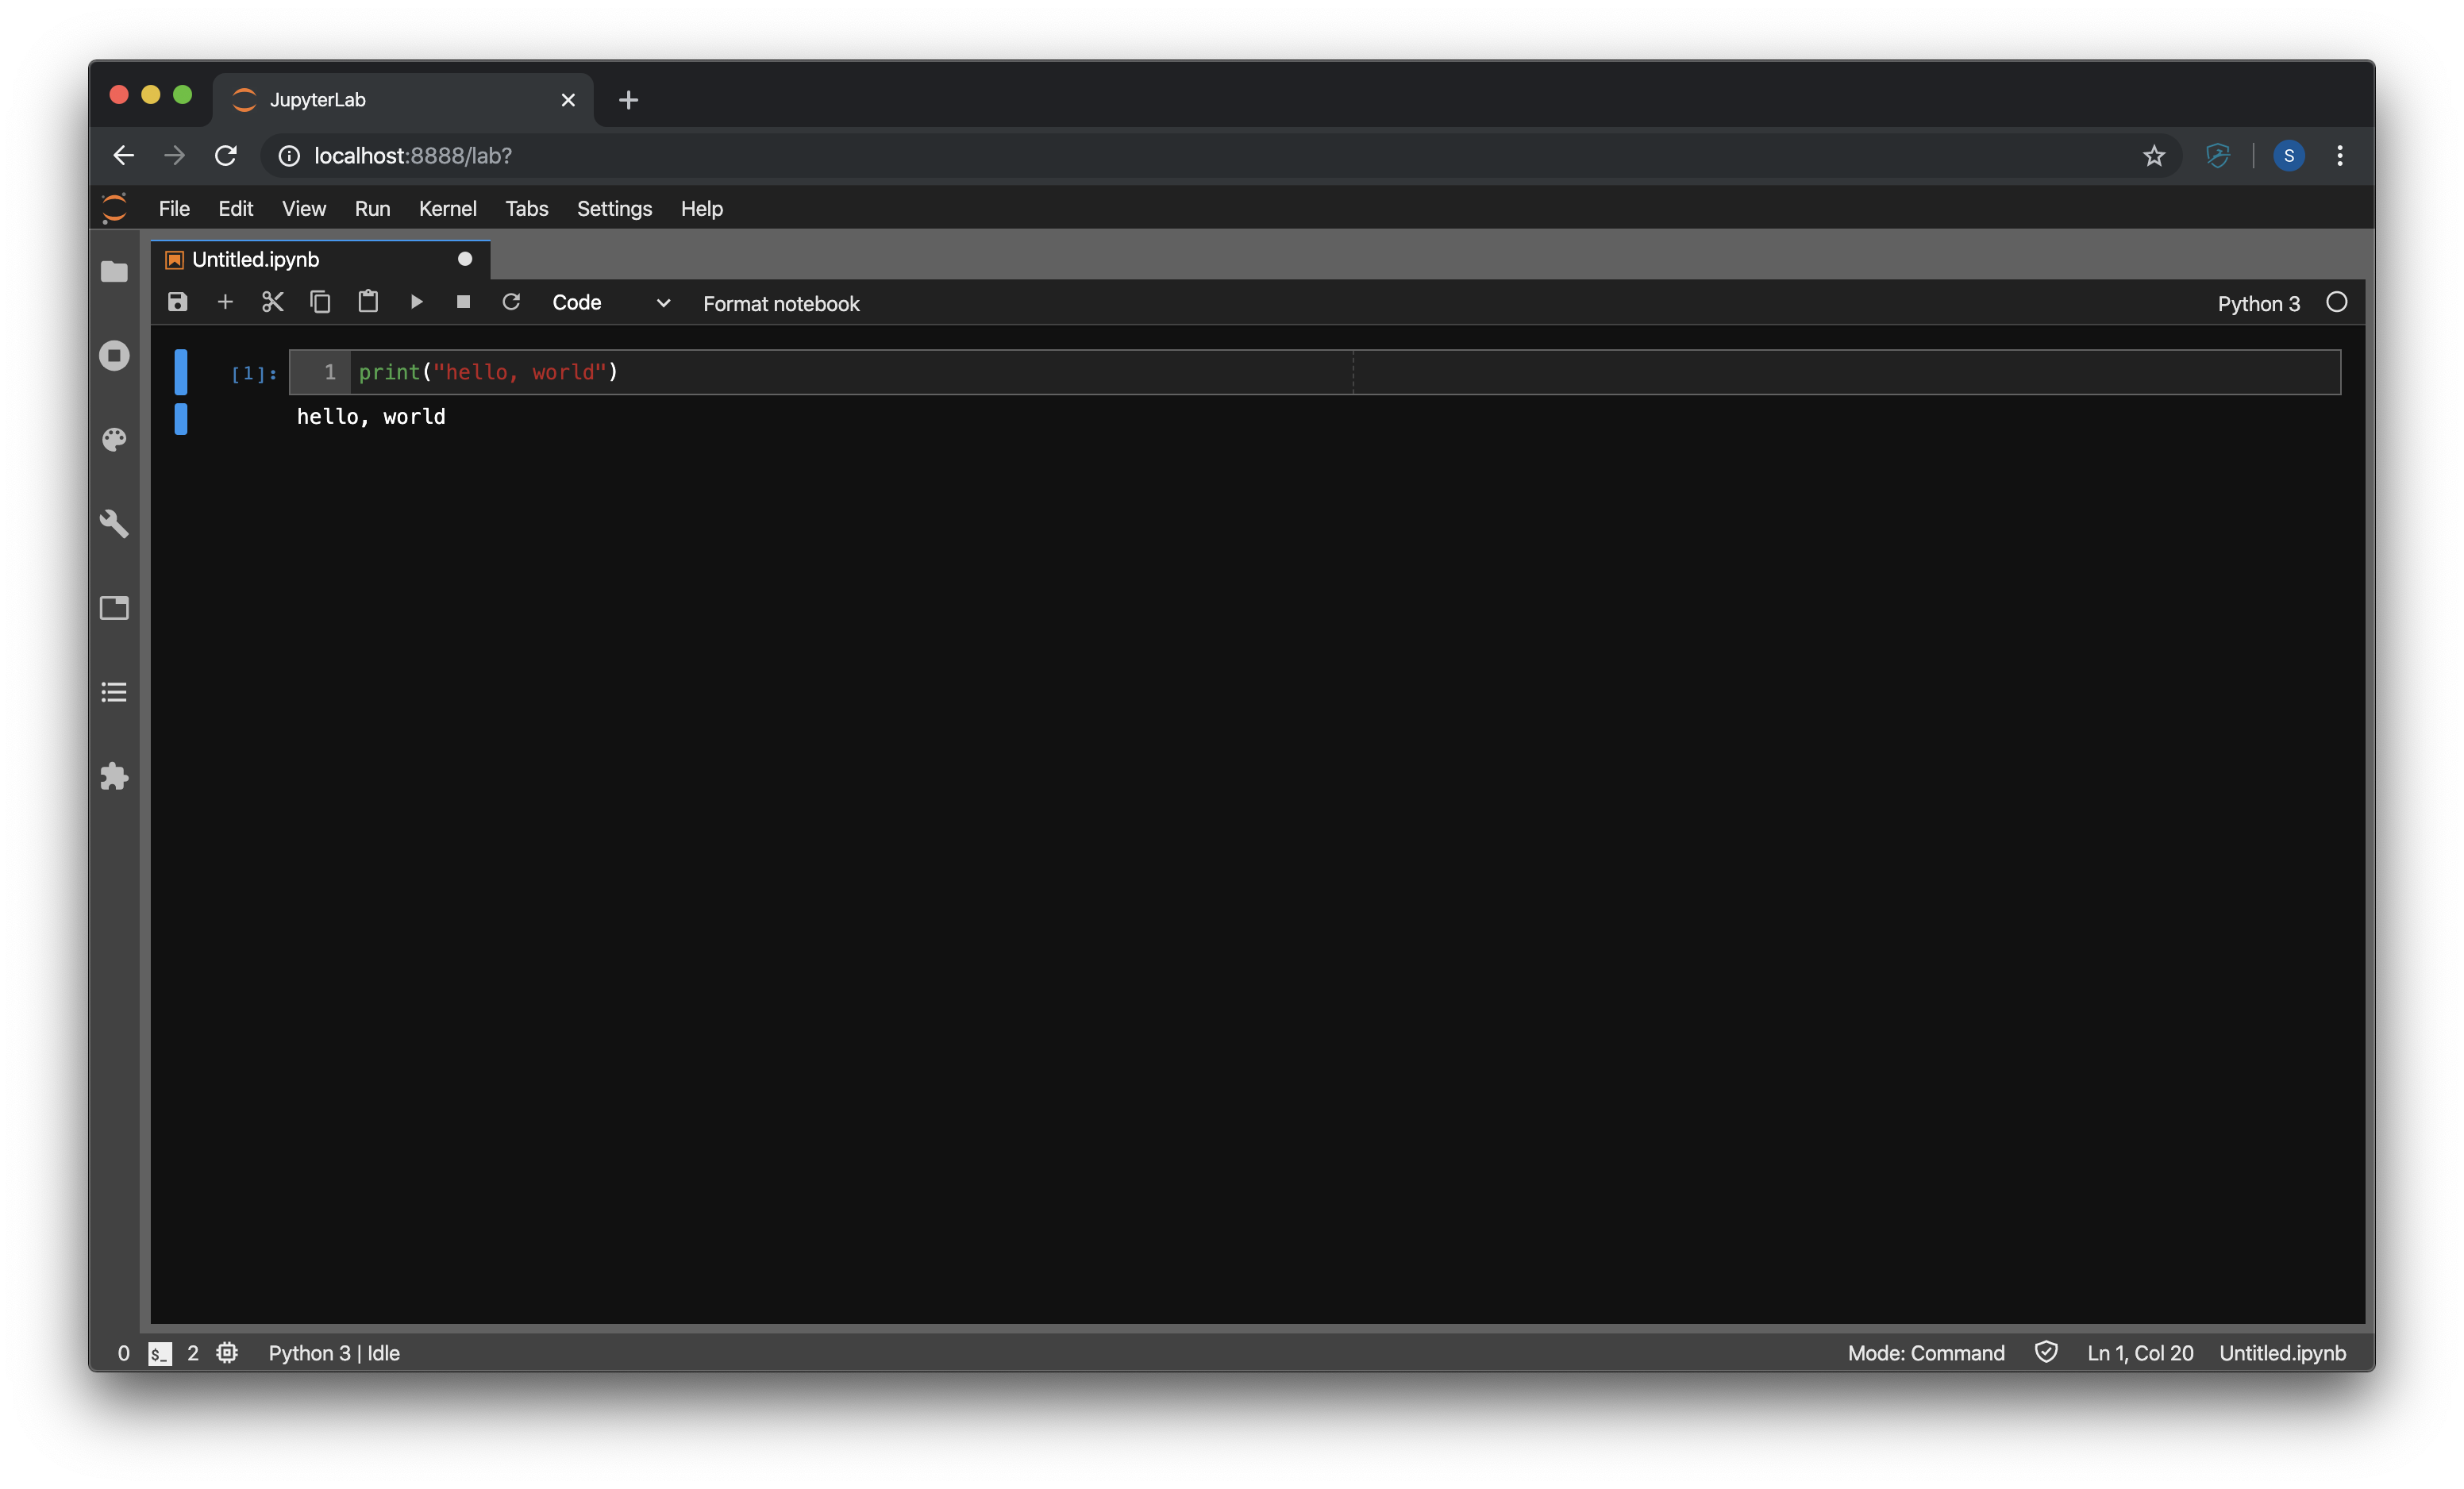 JupyterLab
localhost:8888/lab?
S
File Edit View Run Kernel Tabs Settings Help
Untitled.ipynb
Code Format notebook Python 3
[1]: 1 print("hello, world")
hello, world
0 $_ 2 Python 3 | Idle Mode: Command Ln 1, Col 20 Untitled.ipynb